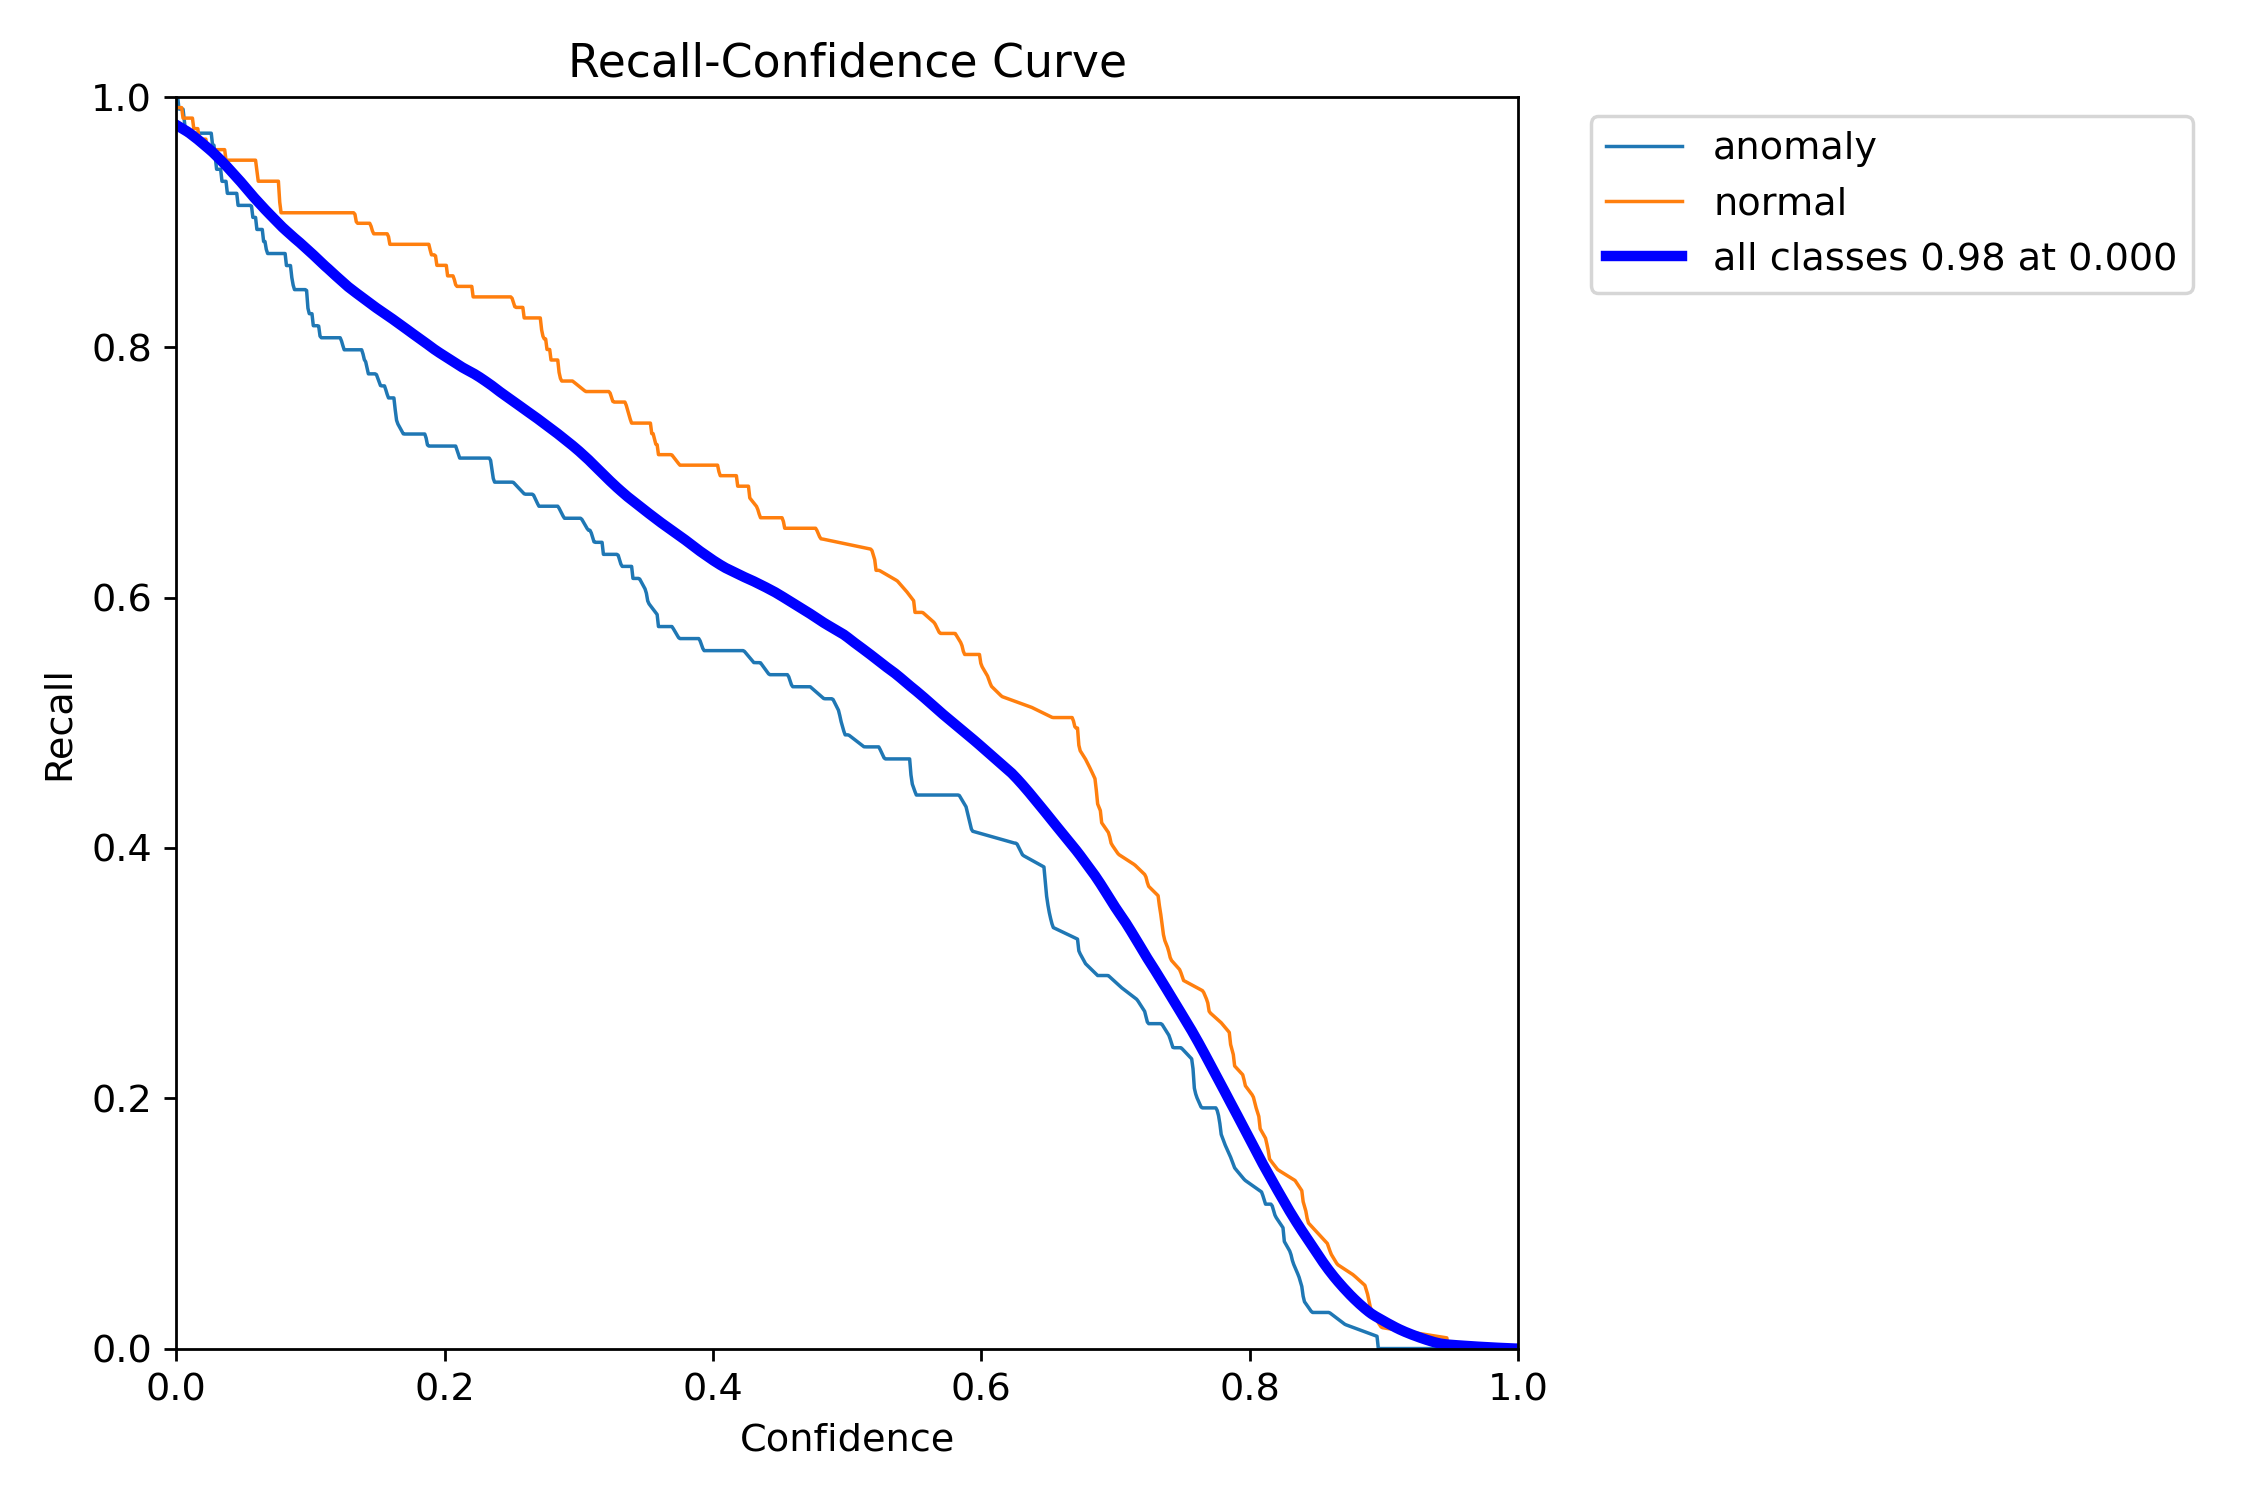 Recall-Confidence Curve
anomaly
normal
all classes 0.98 at 0.000
1.0
0.8
0.6
0.4
0.2
0.0
Recall
0.0 0.2 0.4 0.6 0.8 1.0
Confidence